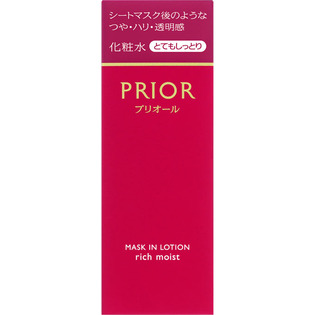 シートマスク後のような
つや・ハリ・透明感
化粧水 とてもしっとり
PRIOR
プリオール
MASK IN LOTION
rich moist